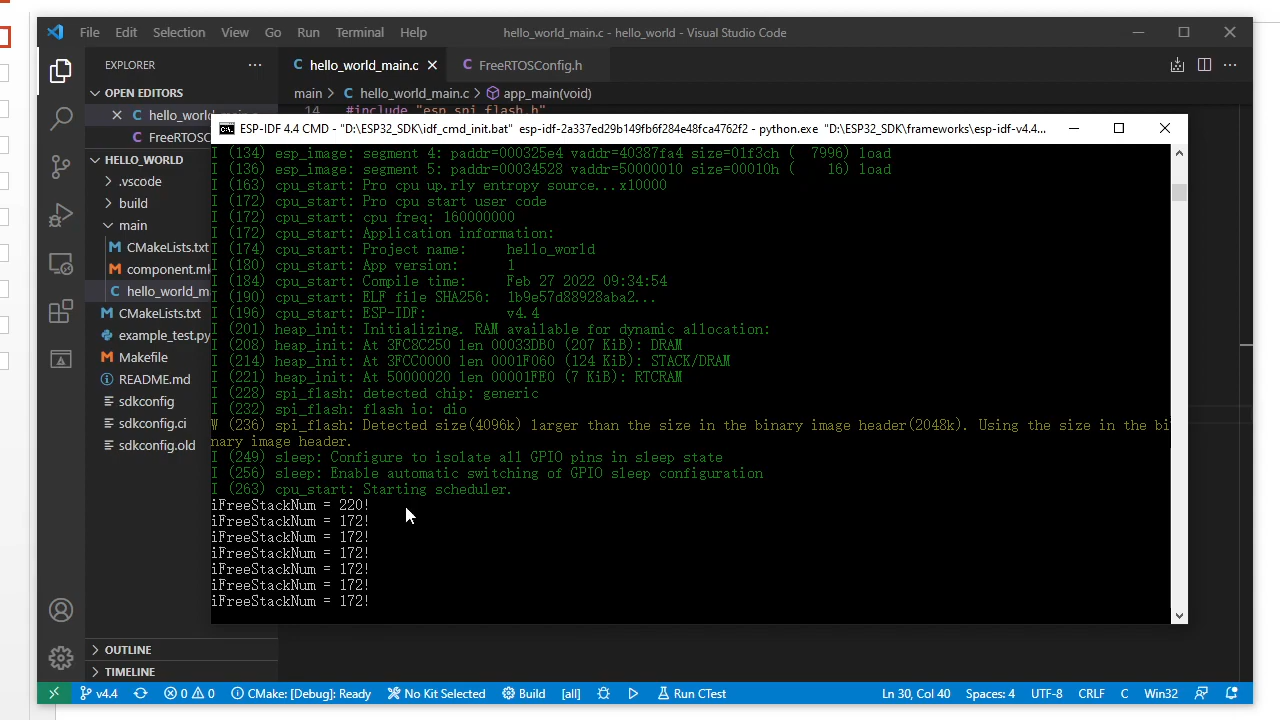 File Edit Selection View Go Run Terminal Help
hello_world_main.c - hello_world - Visual Studio Code
EXPLORER
hello_world_main.c
FreeRTOSConfig.h
OPEN EDITORS
main > hello_world_main.c > app_main(void)
14 #include "esp_spi_flash.h"
hello_world_main.c
FreeRTOSC
HELLO_WORLD
.vscode
build
main
CMakeLists.txt
component.mk
hello_world_m
CMakeLists.txt
example_test.py
Makefile
README.md
sdkconfig
sdkconfig.ci
sdkconfig.old
OUTLINE
TIMELINE
ESP-IDF 4.4 CMD - "D:\ESP32_SDK\idf_cmd_init.bat" esp-idf-2a337ed29b149fb6f284e48fca4762f2 - python.exe "D:\ESP32_SDK\frameworks\esp-idf-v4.4...
I (134) esp_image: segment 4: paddr=000325e4 vaddr=40387fa4 size=01f3ch (  7996) load
I (136) esp_image: segment 5: paddr=00034528 vaddr=50000010 size=00010h (    16) load
I (163) cpu_start: Pro cpu up.rly entropy source...x10000
I (172) cpu_start: Pro cpu start user code
I (172) cpu_start: cpu freq: 160000000
I (172) cpu_start: Application information:
I (174) cpu_start: Project name:     hello_world
I (180) cpu_start: App version:      1
I (184) cpu_start: Compile time:     Feb 27 2022 09:34:54
I (190) cpu_start: ELF file SHA256:  1b9e57d88928aba2...
I (196) cpu_start: ESP-IDF:          v4.4
I (201) heap_init: Initializing. RAM available for dynamic allocation:
I (208) heap_init: At 3FC8C250 len 00033DB0 (207 KiB): DRAM
I (214) heap_init: At 3FCC0000 len 0001F060 (124 KiB): STACK/DRAM
I (221) heap_init: At 50000020 len 00001FE0 (7 KiB): RTCRAM
I (228) spi_flash: detected chip: generic
I (232) spi_flash: flash io: dio
W (236) spi_flash: Detected size(4096k) larger than the size in the binary image header(2048k). Using the size in the bi
nary image header.
I (249) sleep: Configure to isolate all GPIO pins in sleep state
I (256) sleep: Enable automatic switching of GPIO sleep configuration
I (263) cpu_start: Starting scheduler.
iFreeStackNum = 220!
iFreeStackNum = 172!
iFreeStackNum = 172!
iFreeStackNum = 172!
iFreeStackNum = 172!
iFreeStackNum = 172!
iFreeStackNum = 172!
v4.4 0 0 CMake: [Debug]: Ready No Kit Selected Build [all] Run CTest Ln 30, Col 40 Spaces: 4 UTF-8 CRLF C Win32